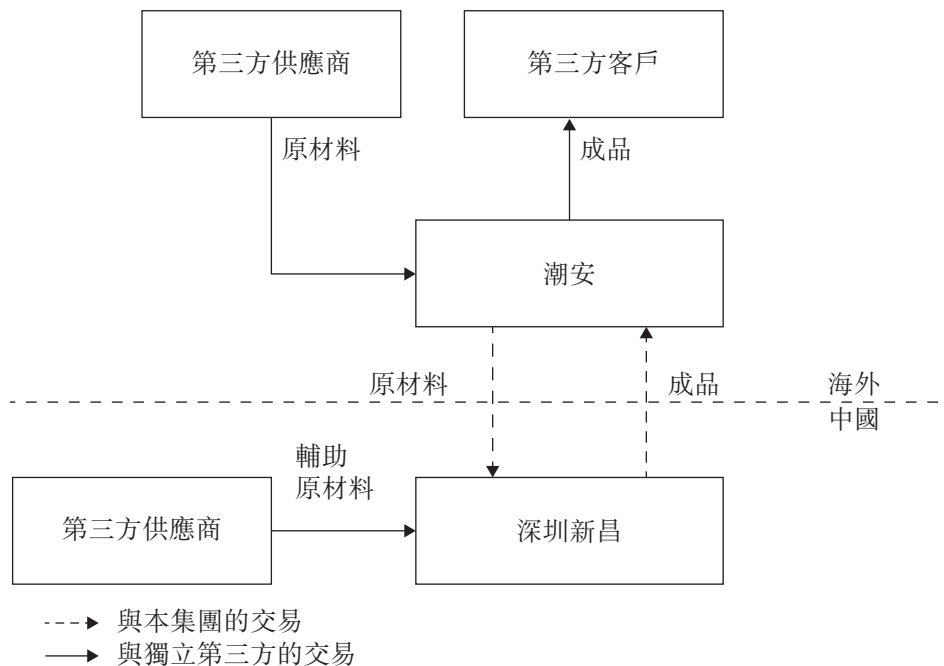 第三方供應商
第三方客戶
原材料
成品
潮安
原材料
成品
海外
中國
輔助
原材料
第三方供應商
深圳新昌
與本集團的交易
與獨立第三方的交易